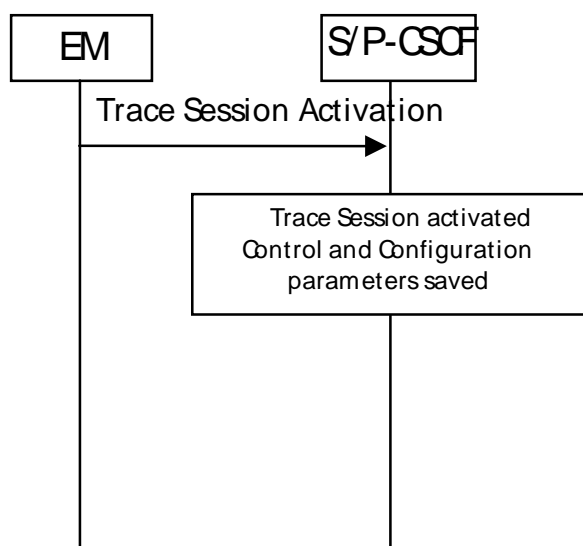 EM
S/P-CSCF
Trace Session Activation
Trace Session activated
Control and Configuration
parameters saved